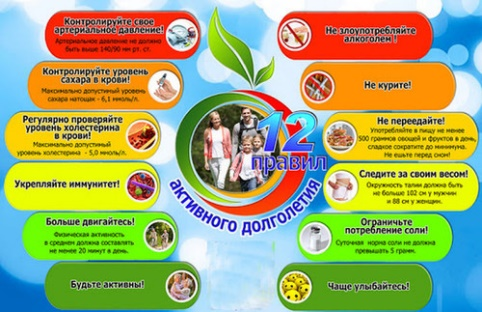 Контролируйте свое
артериальное давление!
Артериальное давление не должно
быть выше 140/90 мм рт. ст.
Контролируйте уровень
сахара в крови!
Максимально допустимый уровень
сахара натощак - 6,1 ммоль/л.
Регулярно проверяйте
уровень холестерина
в крови!
Максимально допустимый
уровень холестерина - 5,0 ммоль/л.
Укрепляйте иммунитет!
Больше двигайтесь!
Физическая активность
в среднем должна составлять
не менее 20 минут в день.
Будьте активны!
12
правил
активного долголетия
Не злоупотребляйте
алкоголем !
Не курите!
Не переедайте!
Употребляйте в пищу не менее
500 граммов овощей и фруктов в день,
сладкое сократите до минимума.
Не ешьте перед сном!
Следите за своим весом!
Окружность талии должна быть
не больше 102 см у мужчин
и 88 см у женщин.
Ограничьте
потребление соли!
Суточная норма соли не должна
превышать 5 грамм.
Чаще улыбайтесь!